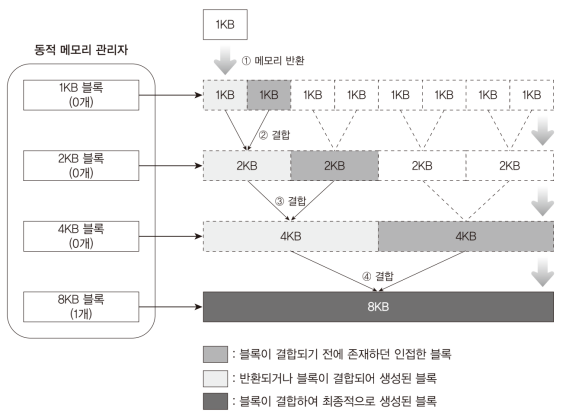 1KB
동적 메모리 관리자
① 메모리 반환
1KB 블록
(0개)
1KB 1KB 1KB 1KB 1KB 1KB 1KB 1KB
② 결합
2KB 블록
(0개)
2KB 2KB 2KB 2KB
③ 결합
4KB 블록
(0개)
4KB 4KB
④ 결합
8KB 블록
(1개)
8KB
: 블록이 결합되기 전에 존재하던 인접한 블록
: 반환되거나 블록이 결합되어 생성된 블록
: 블록이 결합하여 최종적으로 생성된 블록